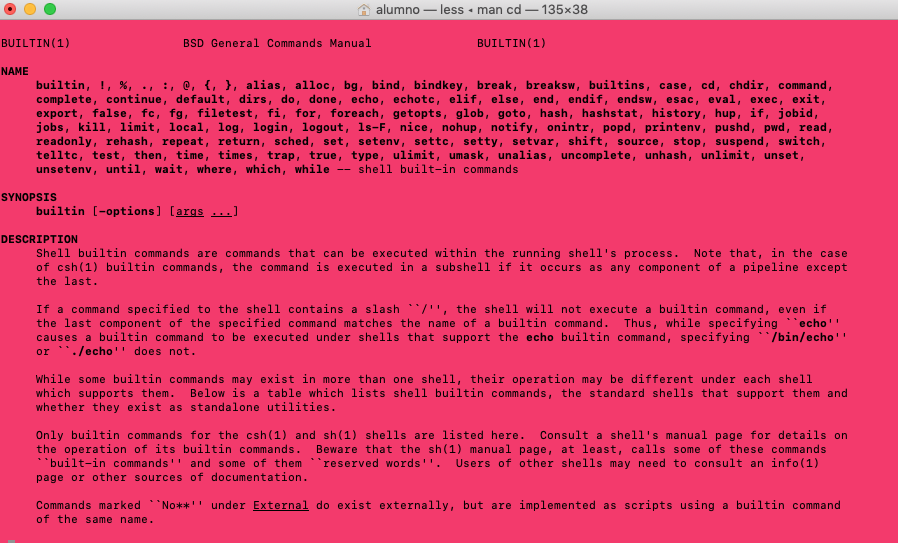 alumno — less ◂ man cd — 135×38
BUILTIN(1) BSD General Commands Manual BUILTIN(1)
NAME
builtin, !, %, ., :, @, {, }, alias, alloc, bg, bind, bindkey, break, breaksw, builtins, case, cd, chdir, command,
complete, continue, default, dirs, do, done, echo, echotc, elif, else, end, endif, endsw, esac, eval, exec, exit,
export, false, fc, fg, filetest, fi, for, foreach, getopts, glob, goto, hash, hashstat, history, hup, if, jobid,
jobs, kill, limit, local, log, login, logout, ls-F, nice, nohup, notify, onintr, popd, printenv, pushd, pwd, read,
readonly, rehash, repeat, return, sched, set, setenv, settc, setty, setvar, shift, source, stop, suspend, switch,
telltc, test, then, time, times, trap, true, type, ulimit, umask, unalias, uncomplete, unhash, unlimit, unset,
unsetenv, until, wait, where, which, while —— shell built-in commands
SYNOPSIS
builtin [-options] [args ...]
DESCRIPTION
Shell builtin commands are commands that can be executed within the running shell's process.  Note that, in the case
of csh(1) builtin commands, the command is executed in a subshell if it occurs as any component of a pipeline except
the last.
If a command specified to the shell contains a slash ``/'', the shell will not execute a builtin command, even if
the last component of the specified command matches the name of a builtin command.  Thus, while specifying ``echo''
causes a builtin command to be executed under shells that support the echo builtin command, specifying ``/bin/echo''
or ``./echo'' does not.
While some builtin commands may exist in more than one shell, their operation may be different under each shell
which supports them.  Below is a table which lists shell builtin commands, the standard shells that support them and
whether they exist as standalone utilities.
Only builtin commands for the csh(1) and sh(1) shells are listed here.  Consult a shell's manual page for details on
the operation of its builtin commands.  Beware that the sh(1) manual page, at least, calls some of these commands
``built-in commands'' and some of them ``reserved words''.  Users of other shells may need to consult an info(1)
page or other sources of documentation.
Commands marked ``No**'' under External do exist externally, but are implemented as scripts using a builtin command
of the same name.